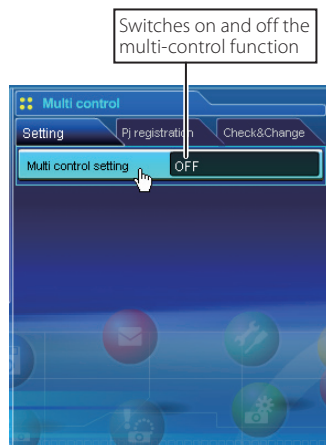 Switches on and off the
multi-control function
Multi control
Setting Pj registration Check&Change
Multi control setting OFF